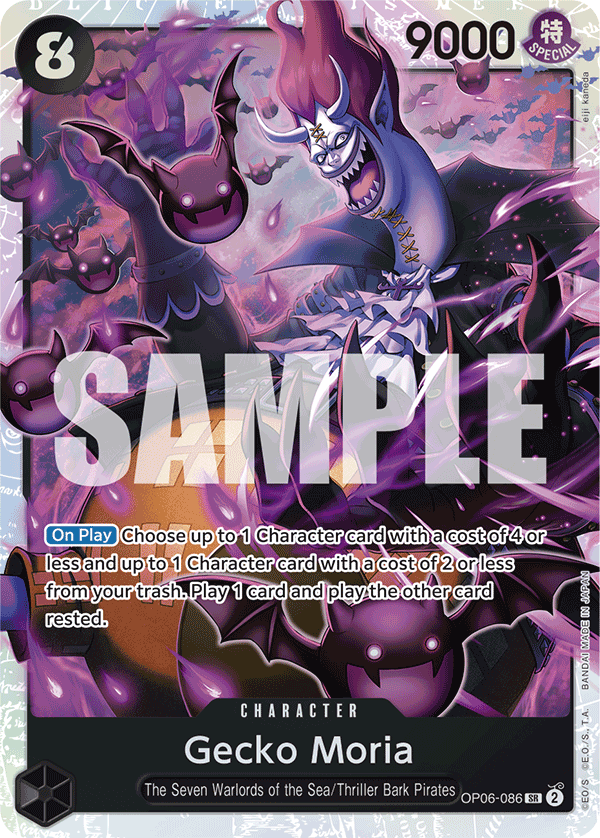 8
9000
特
SPECIAL
eiji kaneda
SAMPLE
On Play Choose up to 1 Character card with a cost of 4 or
less and up to 1 Character card with a cost of 2 or less
from your trash. Play 1 card and play the other card
rested.
©EO/S ©E.O./S., T.A. BANDAI MADE IN JAPAN
CHARACTER
Gecko Moria
The Seven Warlords of the Sea/Thriller Bark Pirates
OP06-086 SR 2